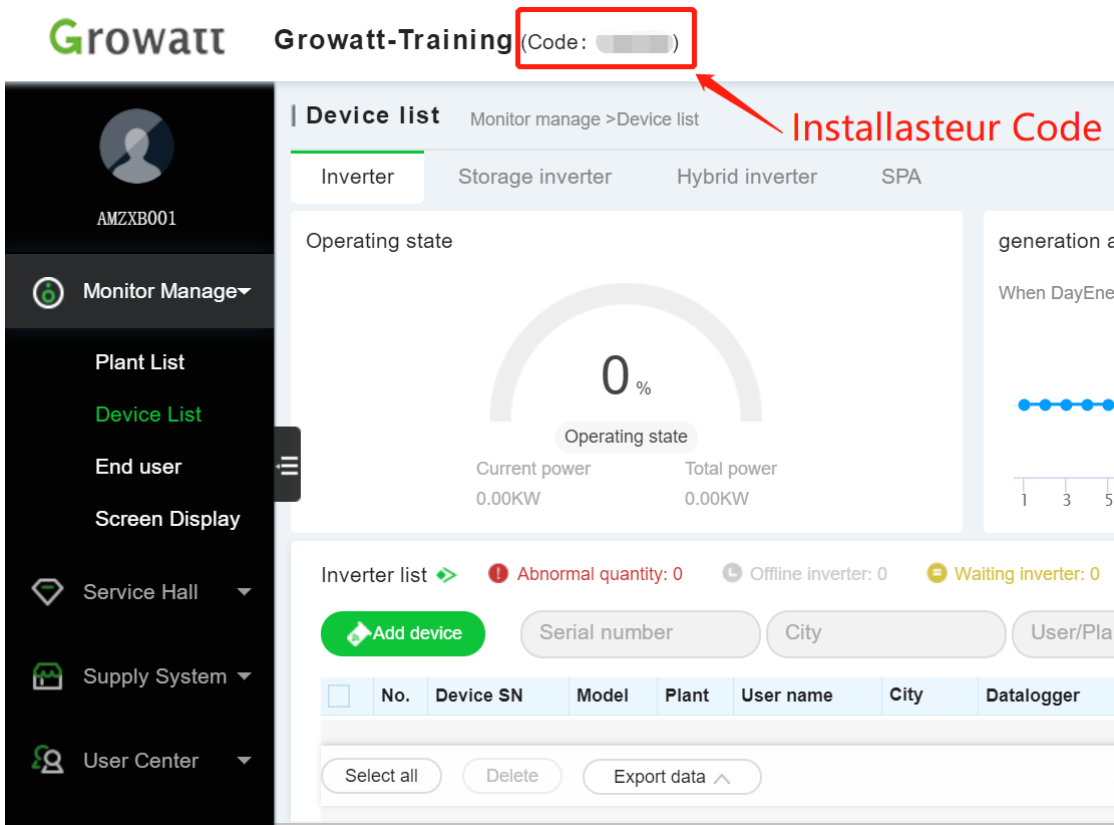 Growatt
Growatt-Training (Code: )
Installasteur Code
AMZXB001
Monitor Manage
Plant List
Device List
End user
Screen Display
Service Hall
Supply System
User Center
Device list Monitor manage >Device list
Inverter Storage inverter Hybrid inverter SPA
Operating state
0 %
Operating state
Current power Total power
0.00KW 0.00KW
generation a
When DayEne
1 3 5
Inverter list Abnormal quantity: 0 Offline inverter: 0 Waiting inverter: 0
Add device Serial number City User/Pla
No. Device SN Model Plant User name City Datalogger
Select all Delete Export data